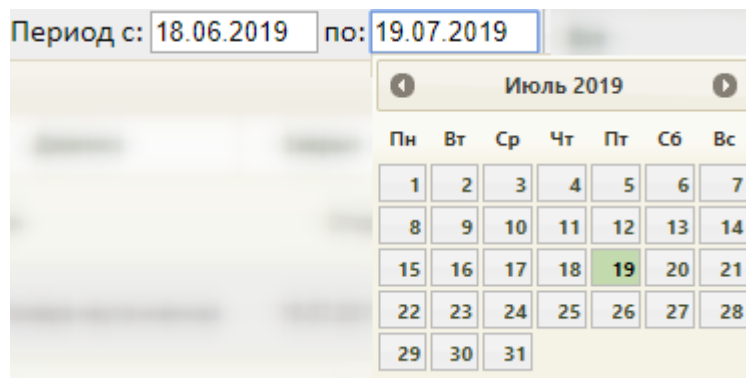 Период с: 18.06.2019 по: 19.07.2019
Июль 2019
Пн Вт Ср Чт Пт Сб Вс
1 2 3 4 5 6 7
8 9 10 11 12 13 14
15 16 17 18 19 20 21
22 23 24 25 26 27 28
29 30 31